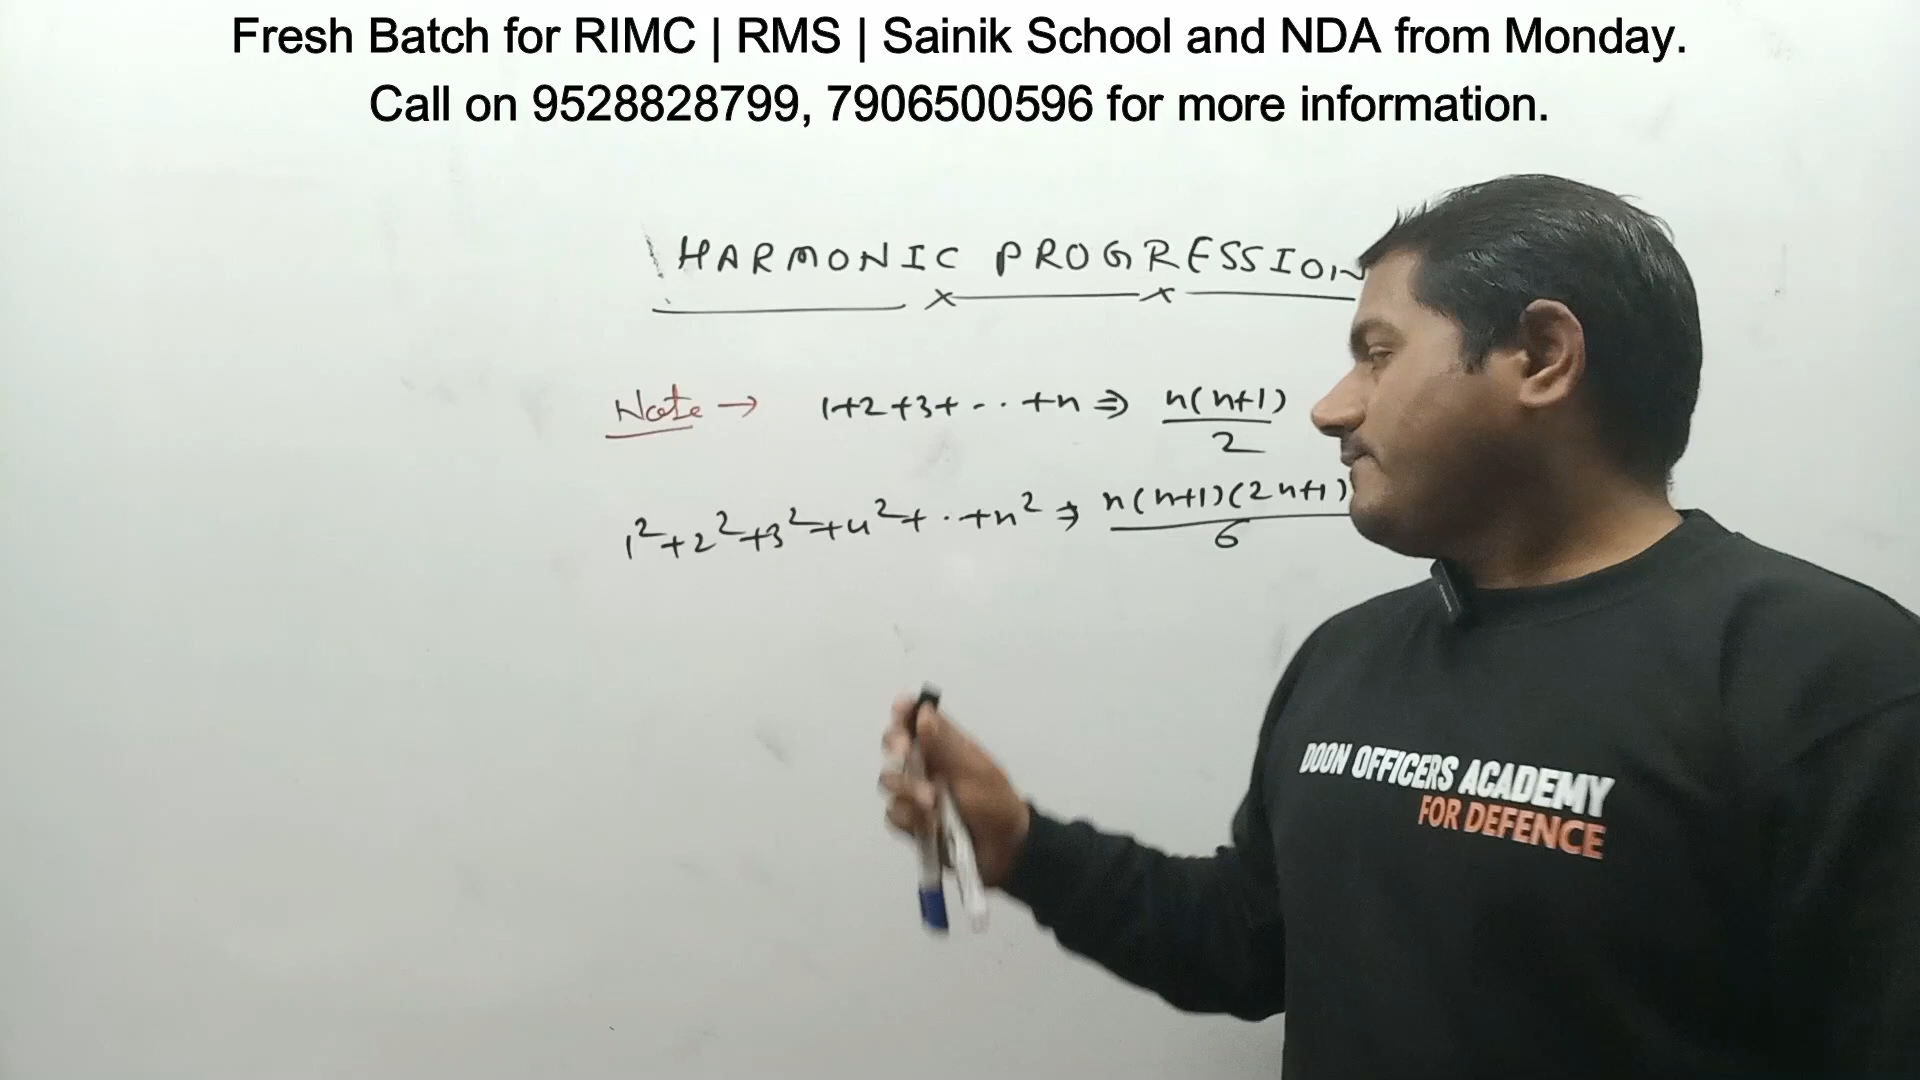 Fresh Batch for RIMC | RMS | Sainik School and NDA from Monday.
Call on 9528828799, 7906500596 for more information.
HARMONIC PROGRESSION
Note → 1+2+3+ - · · +n ⇒ n(n+1)/2
1²+2²+3²+4²+ · · +n² ⇒ n(n+1)(2n+1)/6
DOON OFFICERS ACADEMY
FOR DEFENCE